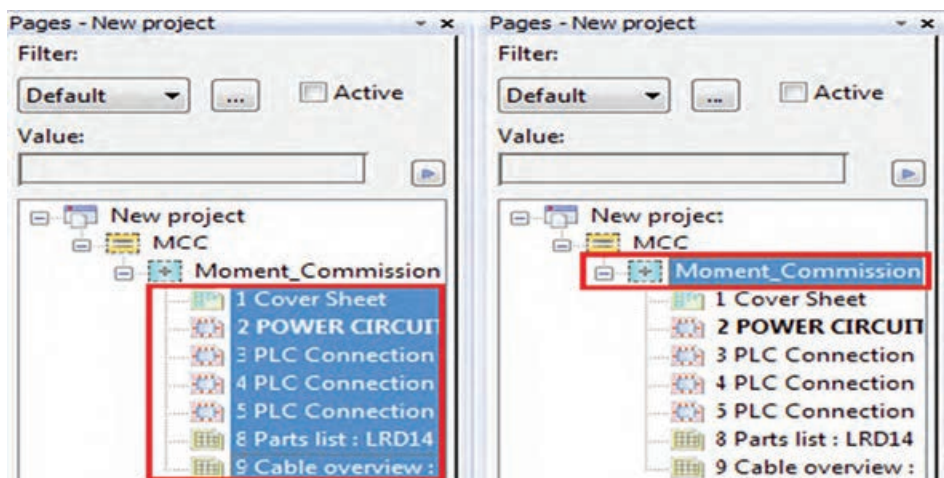 Pages - New project
Filter:
Default ... Active
Value:
New project
MCC
Moment_Commission
1 Cover Sheet
2 POWER CIRCUIT
3 PLC Connection
4 PLC Connection
5 PLC Connection
8 Parts list : LRD14
9 Cable overview :
Pages - New project
Filter:
Default ... Active
Value:
New project
MCC
Moment_Commission
1 Cover Sheet
2 POWER CIRCUIT
3 PLC Connection
4 PLC Connection
5 PLC Connection
8 Parts list : LRD14
9 Cable overview :